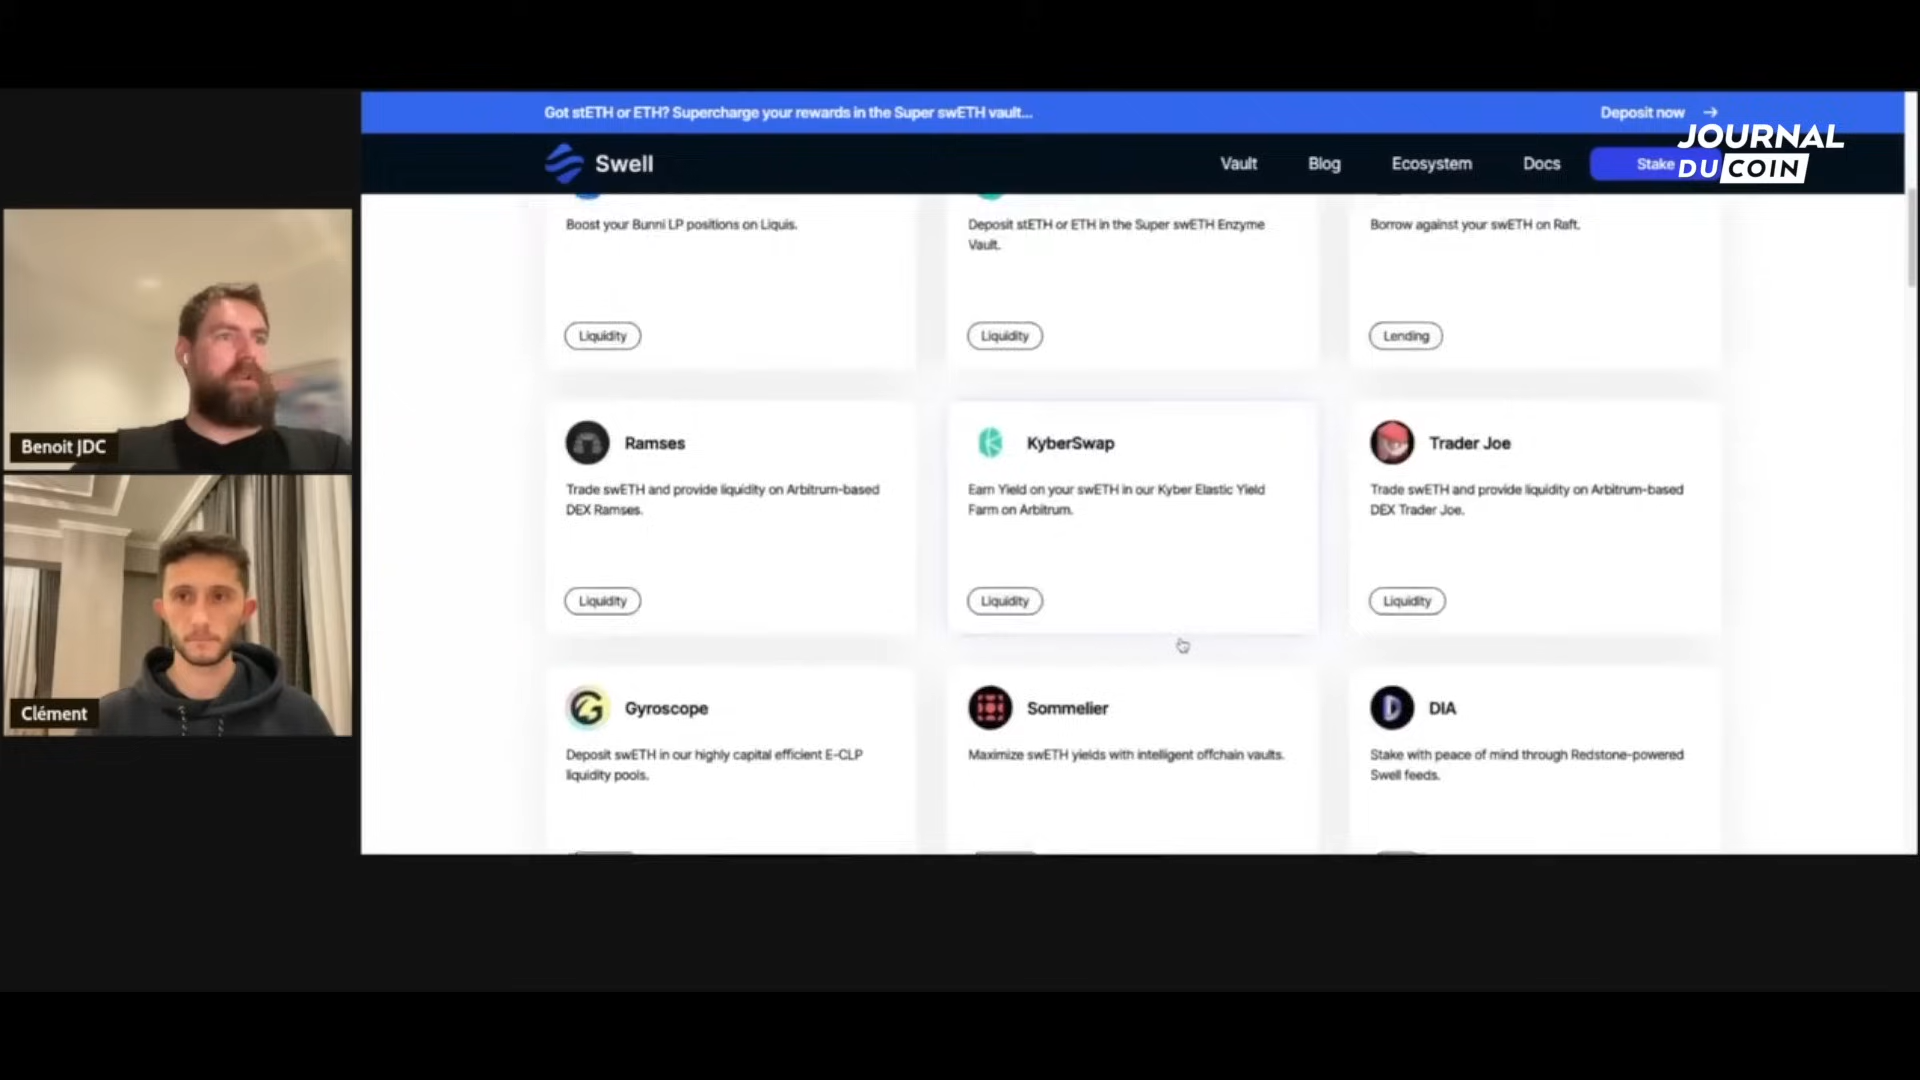 Got stETH or ETH? Supercharge your rewards in the Super swETH vault...
Deposit now →
JOURNAL
DU COIN
Swell
Vault
Blog
Ecosystem
Docs
Stake
Boost your Bunni LP positions on Liquis.
Liquidity
Deposit stETH or ETH in the Super swETH Enzyme
Vault.
Liquidity
Borrow against your swETH on Raft.
Lending
Ramses
Trade swETH and provide liquidity on Arbitrum-based
DEX Ramses.
Liquidity
KyberSwap
Earn Yield on your swETH in our Kyber Elastic Yield
Farm on Arbitrum.
Liquidity
Trader Joe
Trade swETH and provide liquidity on Arbitrum-based
DEX Trader Joe.
Liquidity
Gyroscope
Deposit swETH in our highly capital efficient E-CLP
liquidity pools.
Sommelier
Maximize swETH yields with intelligent offchain vaults.
DIA
Stake with peace of mind through Redstone-powered
Swell feeds.
Benoit JDC
Clément